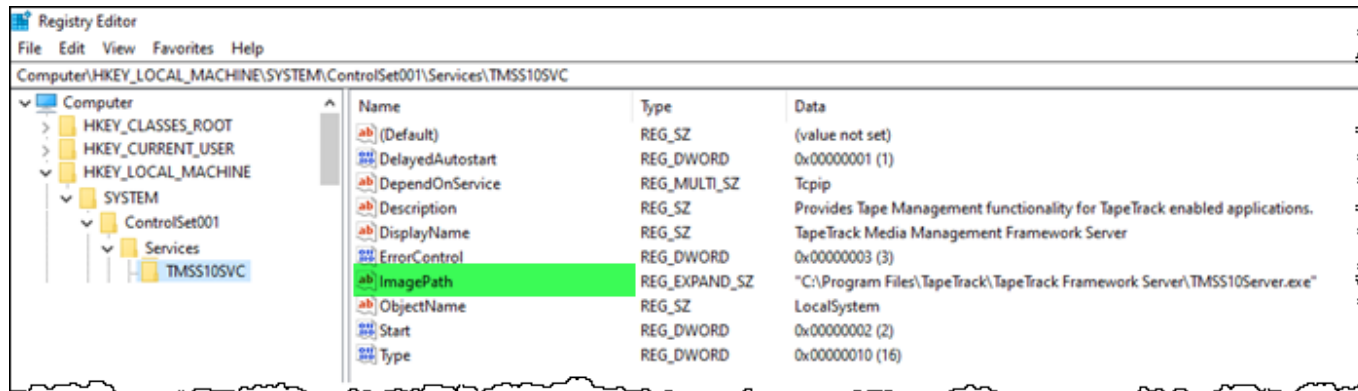 Registry Editor
File Edit View Favorites Help
Computer\HKEY_LOCAL_MACHINE\SYSTEM\ControlSet001\Services\TMSS10SVC
Computer
HKEY_CLASSES_ROOT
HKEY_CURRENT_USER
HKEY_LOCAL_MACHINE
SYSTEM
ControlSet001
Services
TMSS10SVC
Name Type Data
(Default) REG_SZ (value not set)
DelayedAutostart REG_DWORD 0x00000001 (1)
DependOnService REG_MULTI_SZ Tcpip
Description REG_SZ Provides Tape Management functionality for TapeTrack enabled applications.
DisplayName REG_SZ TapeTrack Media Management Framework Server
ErrorControl REG_DWORD 0x00000003 (3)
ImagePath REG_EXPAND_SZ "C:\Program Files\TapeTrack\TapeTrack Framework Server\TMSS10Server.exe"
ObjectName REG_SZ LocalSystem
Start REG_DWORD 0x00000002 (2)
Type REG_DWORD 0x00000010 (16)